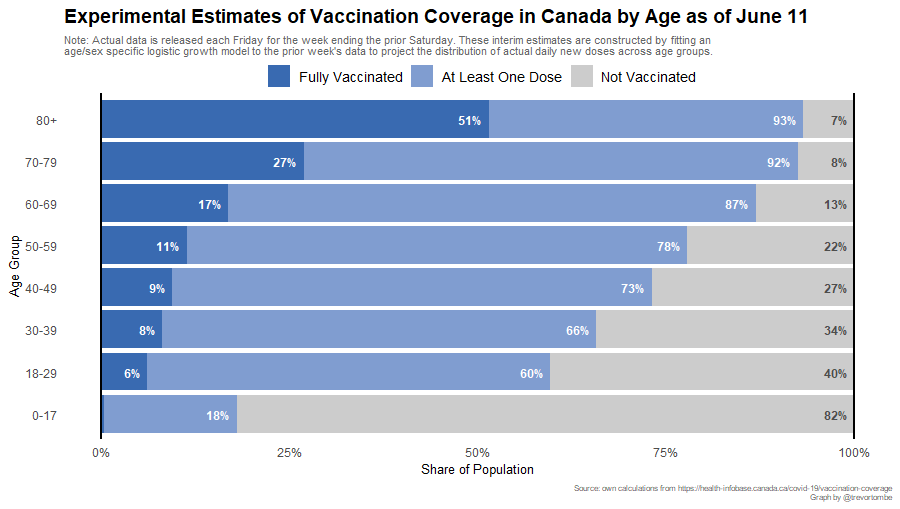 Experimental Estimates of Vaccination Coverage in Canada by Age as of June 11
Note: Actual data is released each Friday for the week ending the prior Saturday. These interim estimates are constructed by fitting an
age/sex specific logistic growth model to the prior week's data to project the distribution of actual daily new doses across age groups.
Fully Vaccinated At Least One Dose Not Vaccinated
80+ 51% 93% 7%
70-79 27% 92% 8%
60-69 17% 87% 13%
50-59 11% 78% 22%
40-49 9% 73% 27%
30-39 8% 66% 34%
18-29 6% 60% 40%
0-17 18% 82%
Age Group
0% 25% 50% 75% 100%
Share of Population
Source: own calculations from https://health-infobase.canada.ca/covid-19/vaccination-coverage
Graph by @trevortombe